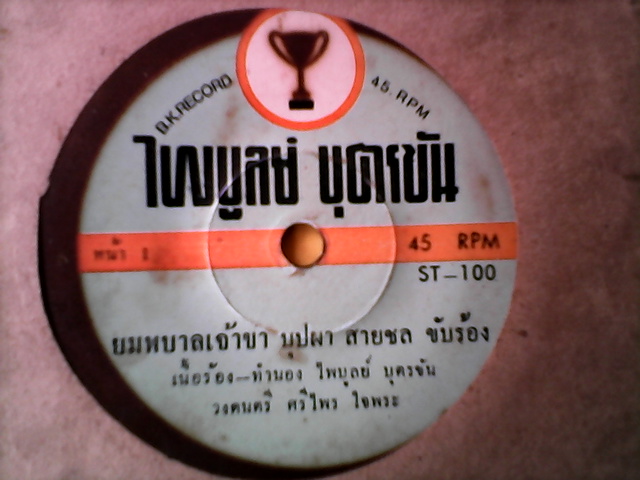 B.K.RECORD
45. RPM
ไพบูลย์ บุตรขัน
หน้า 1
45 RPM
ST-100
ยมพบาลเจ้าขา บุปผา สายชล ขับร้อง
เนื้อร้อง-ทำนอง ไพบูลย์ บุตรขัน
วงดนตรี ศรีไพร ใจพระ